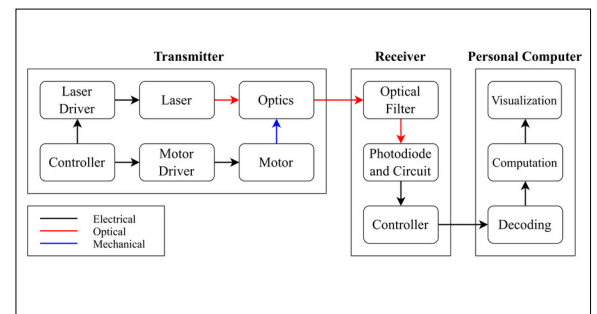 Transmitter
Laser
Driver
Laser
Optics
Controller
Motor
Driver
Motor
Receiver
Optical
Filter
Photodiode
and Circuit
Controller
Personal Computer
Visualization
Computation
Decoding
Electrical
Optical
Mechanical